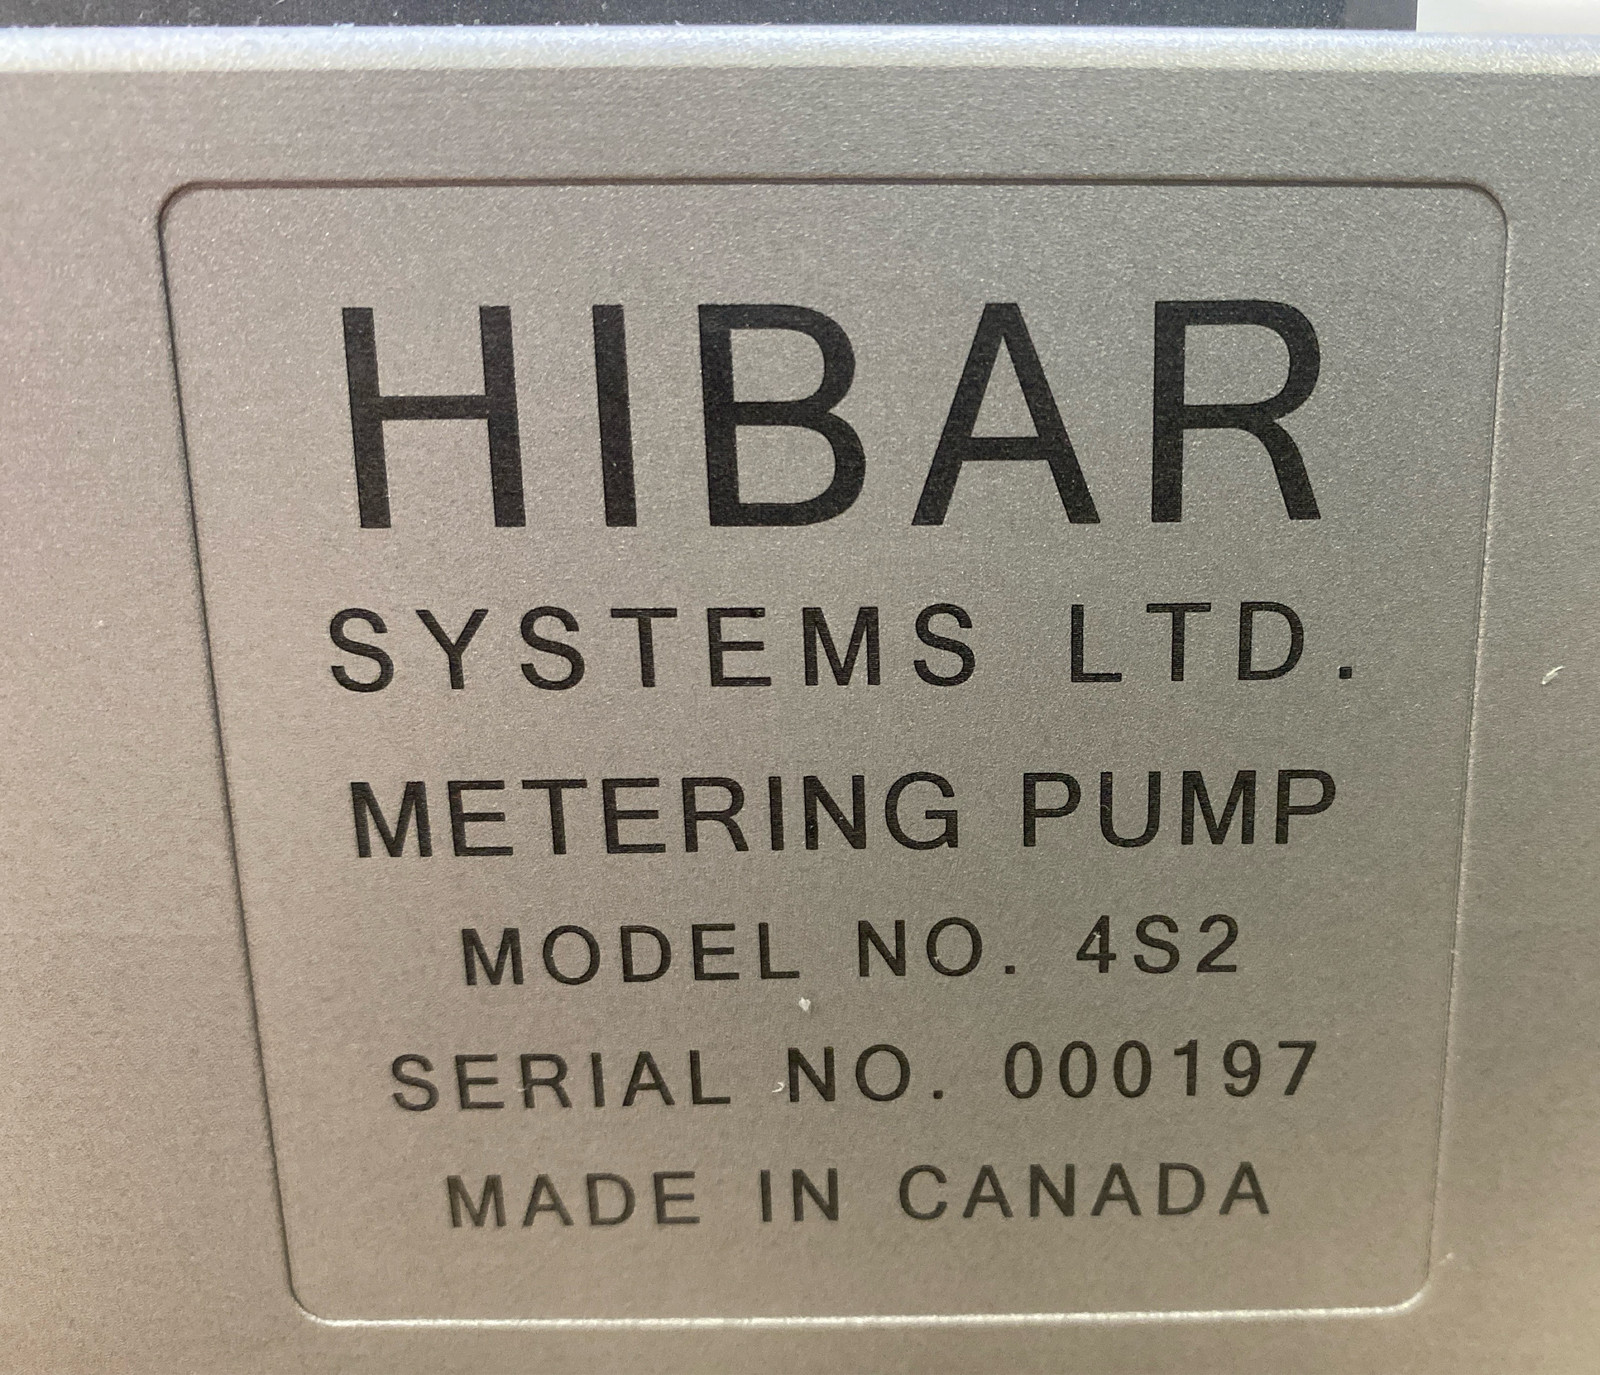 HIBAR
SYSTEMS LTD.
METERING PUMP
MODEL NO. 4S2
SERIAL NO. 000197
MADE IN CANADA